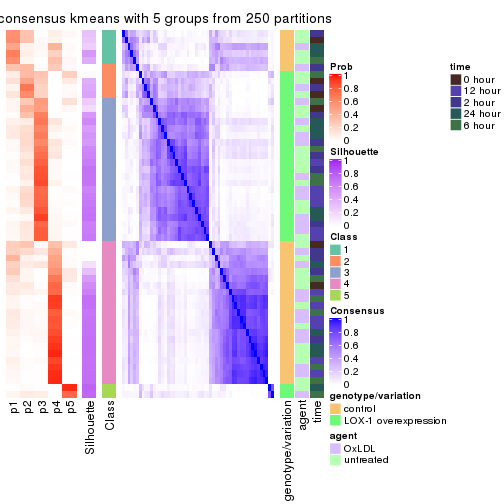 consensus kmeans with 5 groups from 250 partitions
Prob
1
0.8
0.6
0.4
0.2
0
time
0 hour
12 hour
2 hour
24 hour
6 hour
Silhouette
1
0.8
0.6
0.4
0.2
0
Class
1
2
3
4
5
Consensus
1
0.8
0.6
0.4
0.2
0
genotype/variation
control
LOX-1 overexpression
agent
OxLDL
untreated
p1
p2
p3
p4
p5
Silhouette
Class
genotype/variation
agent
time